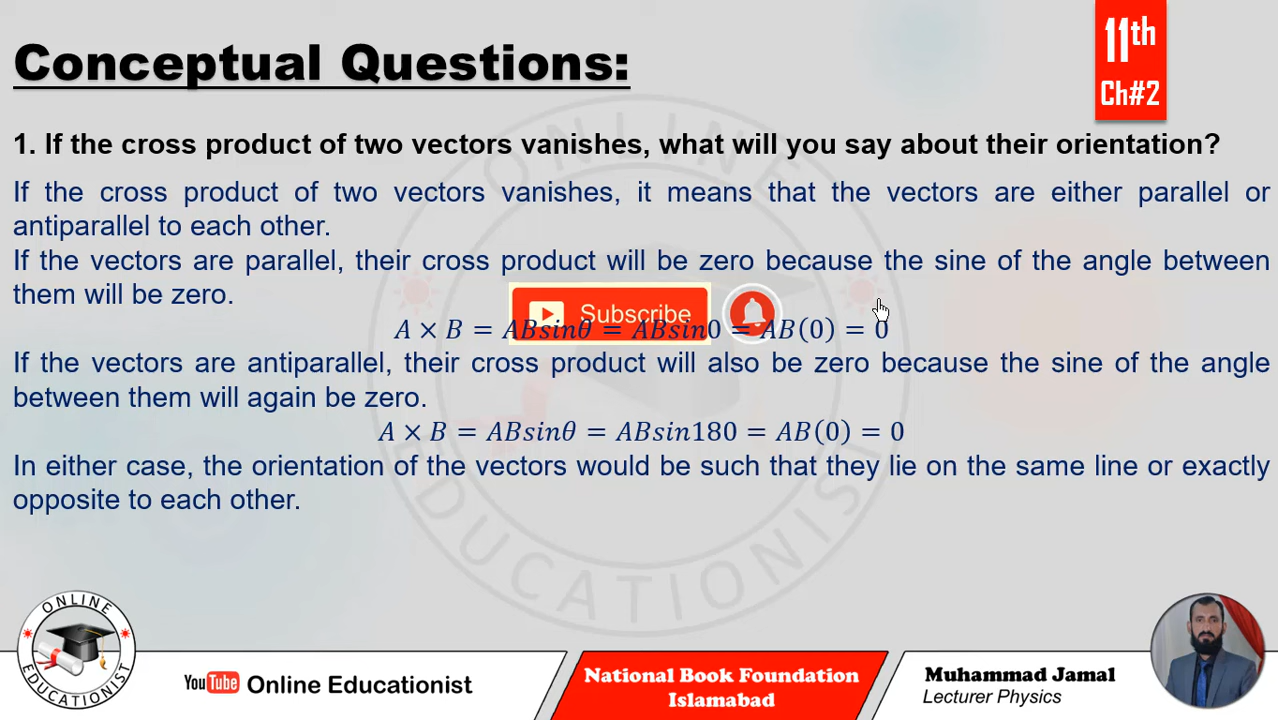 Conceptual Questions:
11th
Ch#2
1. If the cross product of two vectors vanishes, what will you say about their orientation?
If the cross product of two vectors vanishes, it means that the vectors are either parallel or
antiparallel to each other.
If the vectors are parallel, their cross product will be zero because the sine of the angle between
them will be zero.
Subscribe
A × B = ABsinθ = ABsin0 = AB(0) = 0
If the vectors are antiparallel, their cross product will also be zero because the sine of the angle
between them will again be zero.
A × B = ABsinθ = ABsin180 = AB(0) = 0
In either case, the orientation of the vectors would be such that they lie on the same line or exactly
opposite to each other.
ONLINE
EDUCATIONIST
ONLINE
EDUCATIONIST
YouTube Online Educationist
National Book Foundation
Islamabad
Muhammad Jamal
Lecturer Physics